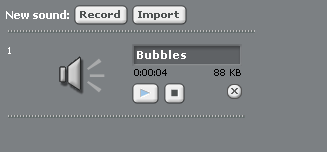 New sound: Record Import
1
Bubbles
0:00:04 88 KB